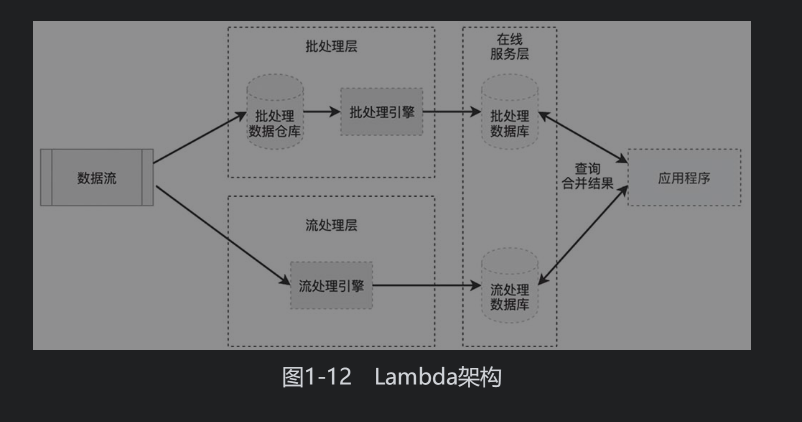 批处理层
在线
服务层
批处理
数据仓库
批处理引擎
批处理
数据库
数据流
查询
合并结果
应用程序
流处理层
流处理引擎
流处理
数据库
图1-12 Lambda架构